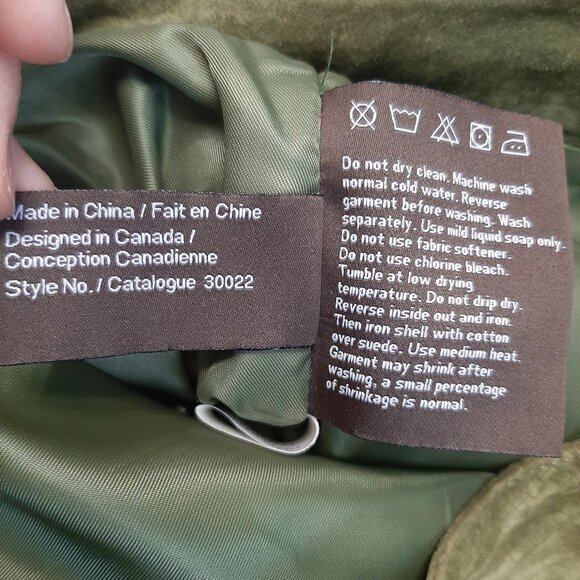 Made in China / Fait en Chine
Designed in Canada /
Conception Canadienne
Style No. / Catalogue 30022
Do not dry clean. Machine wash
normal cold water. Reverse
garment before washing. Wash
separately. Use mild liquid soap only.
Do not use fabric softener.
Do not use chlorine bleach.
Tumble at low drying
temperature. Do not drip dry.
Reverse inside out and iron.
Then iron shell with cotton
over suede. Use medium heat.
Garment may shrink after
washing, a small percentage
of shrinkage is normal.